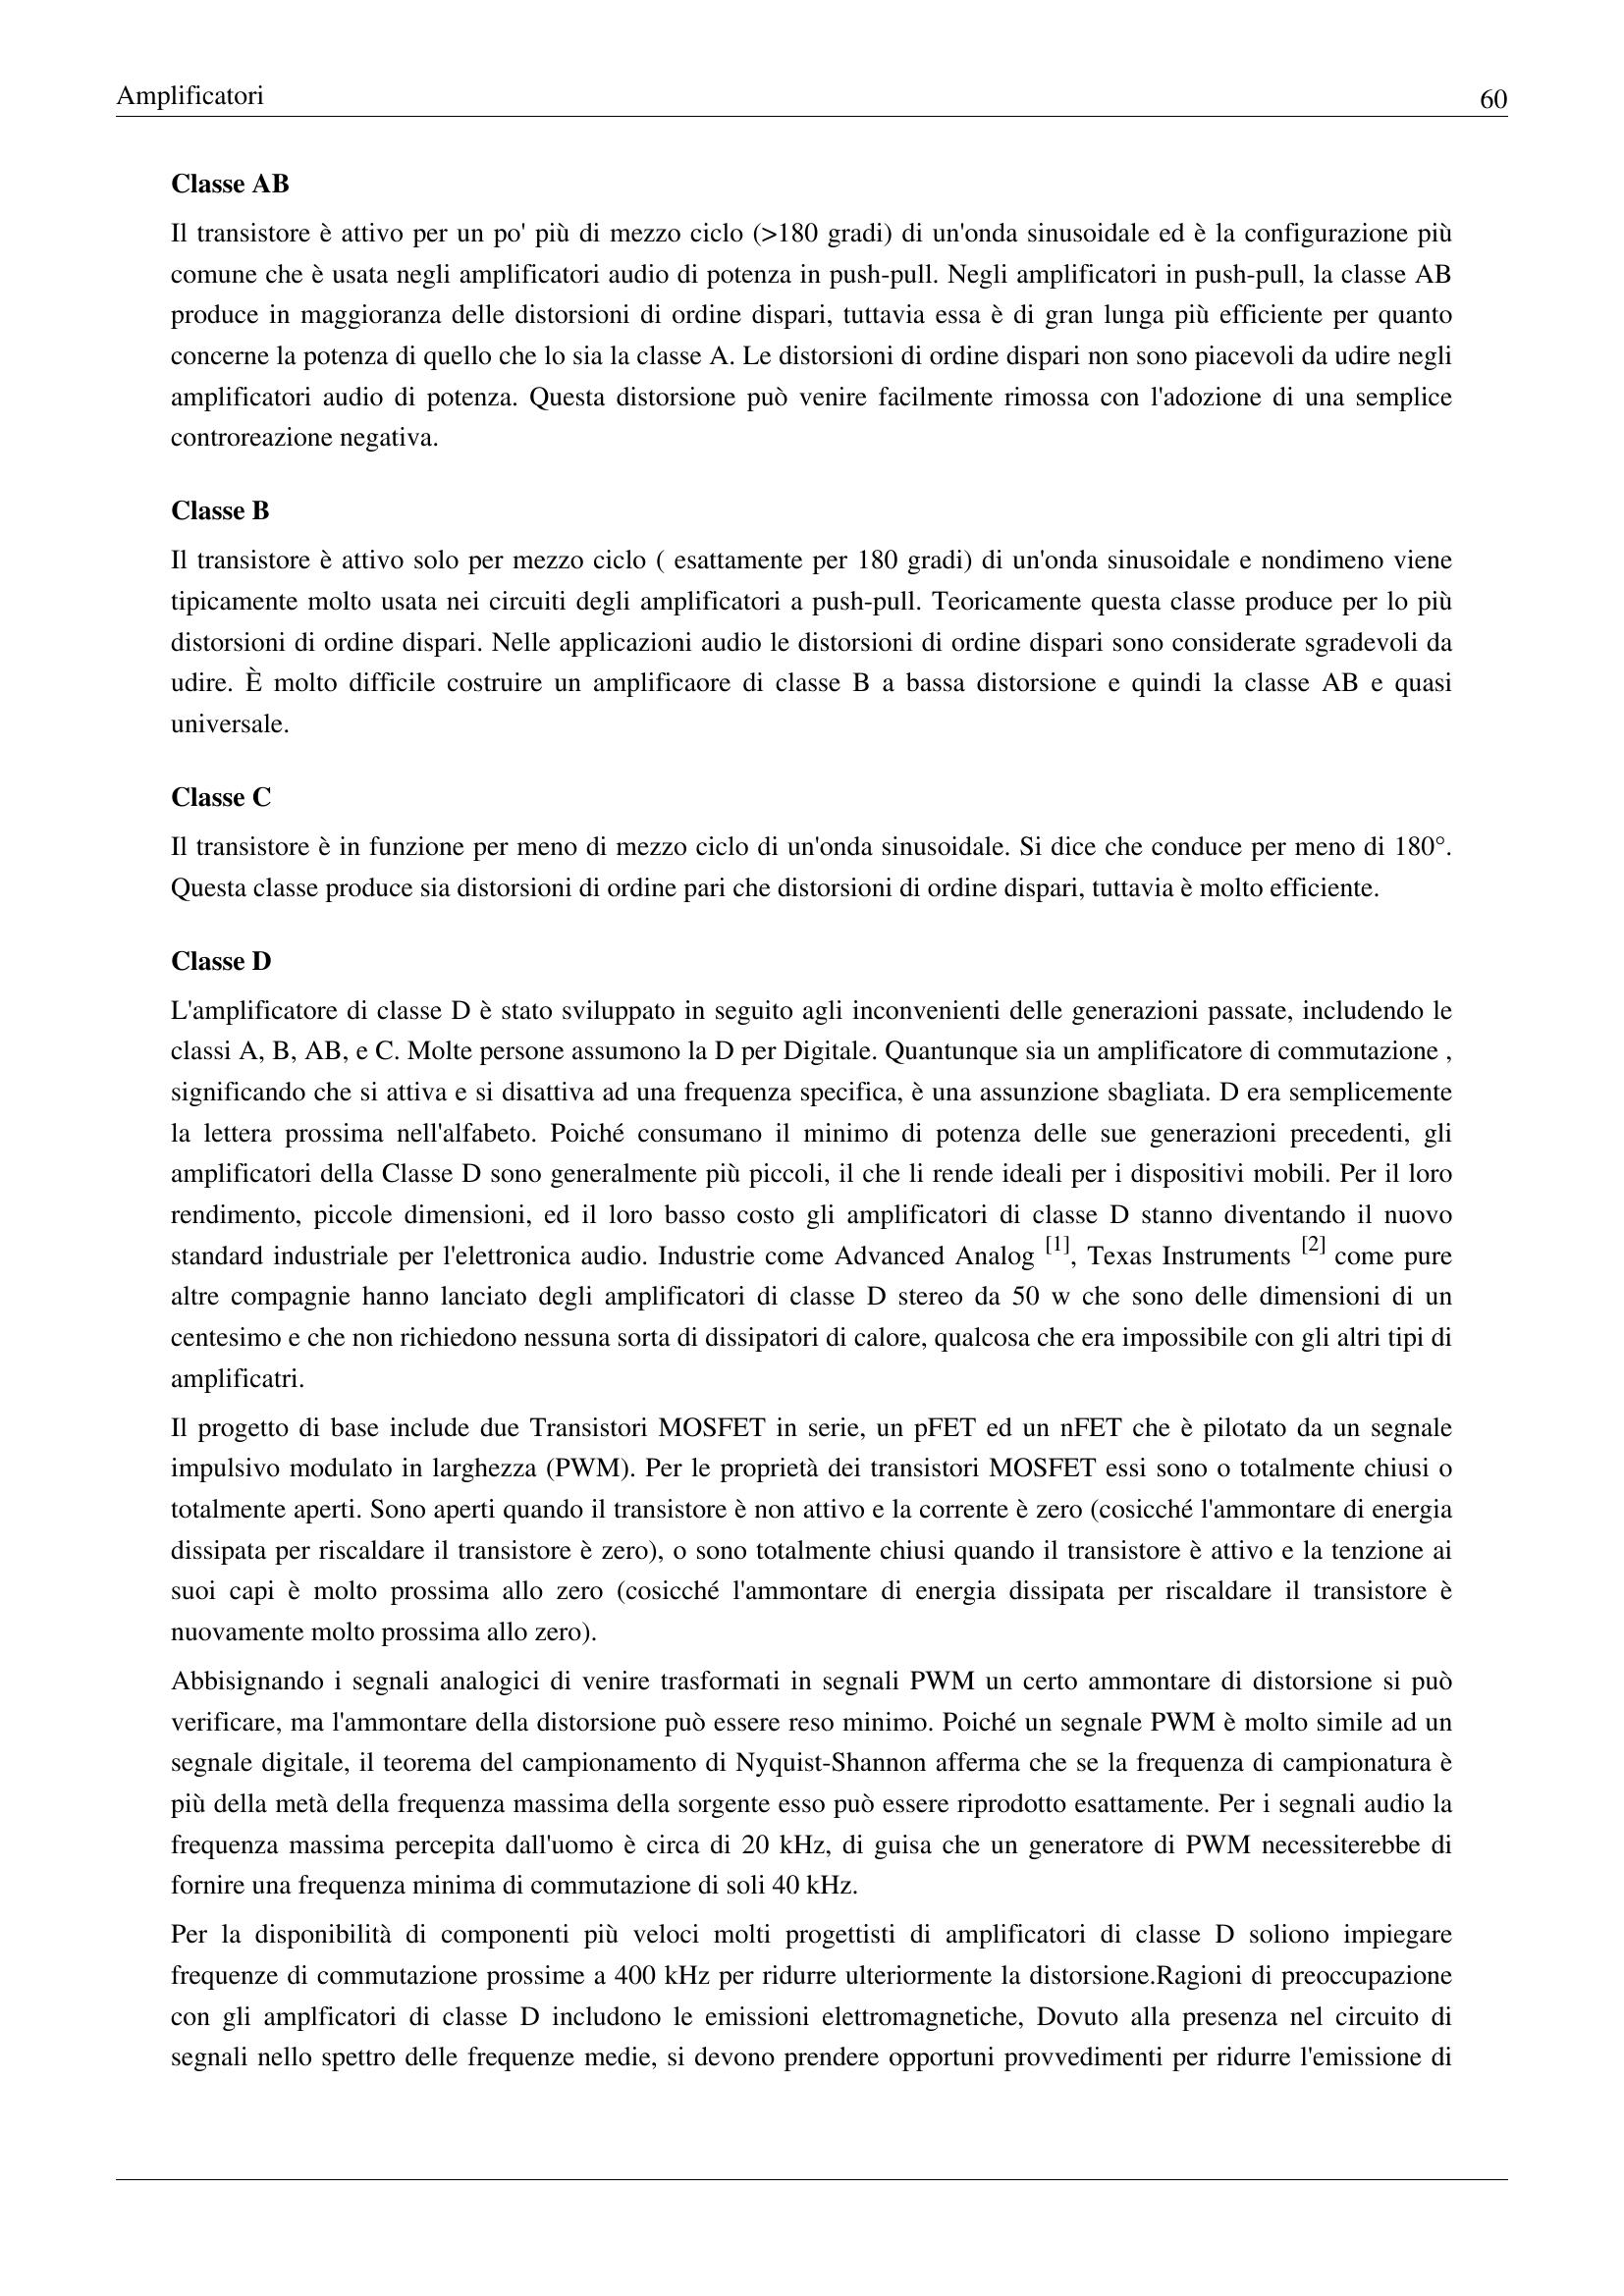 Amplificatori
60
Classe AB
Il transistore è attivo per un po' più di mezzo ciclo (>180 gradi) di un'onda sinusoidale ed è la configurazione più
comune che è usata negli amplificatori audio di potenza in push-pull. Negli amplificatori in push-pull, la classe AB
produce in maggioranza delle distorsioni di ordine dispari, tuttavia essa è di gran lunga più efficiente per quanto
concerne la potenza di quello che lo sia la classe A. Le distorsioni di ordine dispari non sono piacevoli da udire negli
amplificatori audio di potenza. Questa distorsione può venire facilmente rimossa con l'adozione di una semplice
controreazione negativa.
Classe B
Il transistore è attivo solo per mezzo ciclo ( esattamente per 180 gradi) di un'onda sinusoidale e nondimeno viene
tipicamente molto usata nei circuiti degli amplificatori a push-pull. Teoricamente questa classe produce per lo più
distorsioni di ordine dispari. Nelle applicazioni audio le distorsioni di ordine dispari sono considerate sgradevoli da
udire. È molto difficile costruire un amplificaore di classe B a bassa distorsione e quindi la classe AB e quasi
universale.
Classe C
Il transistore è in funzione per meno di mezzo ciclo di un'onda sinusoidale. Si dice che conduce per meno di 180°.
Questa classe produce sia distorsioni di ordine pari che distorsioni di ordine dispari, tuttavia è molto efficiente.
Classe D
L'amplificatore di classe D è stato sviluppato in seguito agli inconvenienti delle generazioni passate, includendo le
classi A, B, AB, e C. Molte persone assumono la D per Digitale. Quantunque sia un amplificatore di commutazione ,
significando che si attiva e si disattiva ad una frequenza specifica, è una assunzione sbagliata. D era semplicemente
la lettera prossima nell'alfabeto. Poiché consumano il minimo di potenza delle sue generazioni precedenti, gli
amplificatori della Classe D sono generalmente più piccoli, il che li rende ideali per i dispositivi mobili. Per il loro
rendimento, piccole dimensioni, ed il loro basso costo gli amplificatori di classe D stanno diventando il nuovo
standard industriale per l'elettronica audio. Industrie come Advanced Analog [1], Texas Instruments [2] come pure
altre compagnie hanno lanciato degli amplificatori di classe D stereo da 50 w che sono delle dimensioni di un
centesimo e che non richiedono nessuna sorta di dissipatori di calore, qualcosa che era impossibile con gli altri tipi di
amplificatri.
Il progetto di base include due Transistori MOSFET in serie, un pFET ed un nFET che è pilotato da un segnale
impulsivo modulato in larghezza (PWM). Per le proprietà dei transistori MOSFET essi sono o totalmente chiusi o
totalmente aperti. Sono aperti quando il transistore è non attivo e la corrente è zero (cosicché l'ammontare di energia
dissipata per riscaldare il transistore è zero), o sono totalmente chiusi quando il transistore è attivo e la tenzione ai
suoi capi è molto prossima allo zero (cosicché l'ammontare di energia dissipata per riscaldare il transistore è
nuovamente molto prossima allo zero).
Abbisignando i segnali analogici di venire trasformati in segnali PWM un certo ammontare di distorsione si può
verificare, ma l'ammontare della distorsione può essere reso minimo. Poiché un segnale PWM è molto simile ad un
segnale digitale, il teorema del campionamento di Nyquist-Shannon afferma che se la frequenza di campionatura è
più della metà della frequenza massima della sorgente esso può essere riprodotto esattamente. Per i segnali audio la
frequenza massima percepita dall'uomo è circa di 20 kHz, di guisa che un generatore di PWM necessiterebbe di
fornire una frequenza minima di commutazione di soli 40 kHz.
Per la disponibilità di componenti più veloci molti progettisti di amplificatori di classe D soliono impiegare
frequenze di commutazione prossime a 400 kHz per ridurre ulteriormente la distorsione.Ragioni di preoccupazione
con gli amplficatori di classe D includono le emissioni elettromagnetiche, Dovuto alla presenza nel circuito di
segnali nello spettro delle frequenze medie, si devono prendere opportuni provvedimenti per ridurre l'emissione di